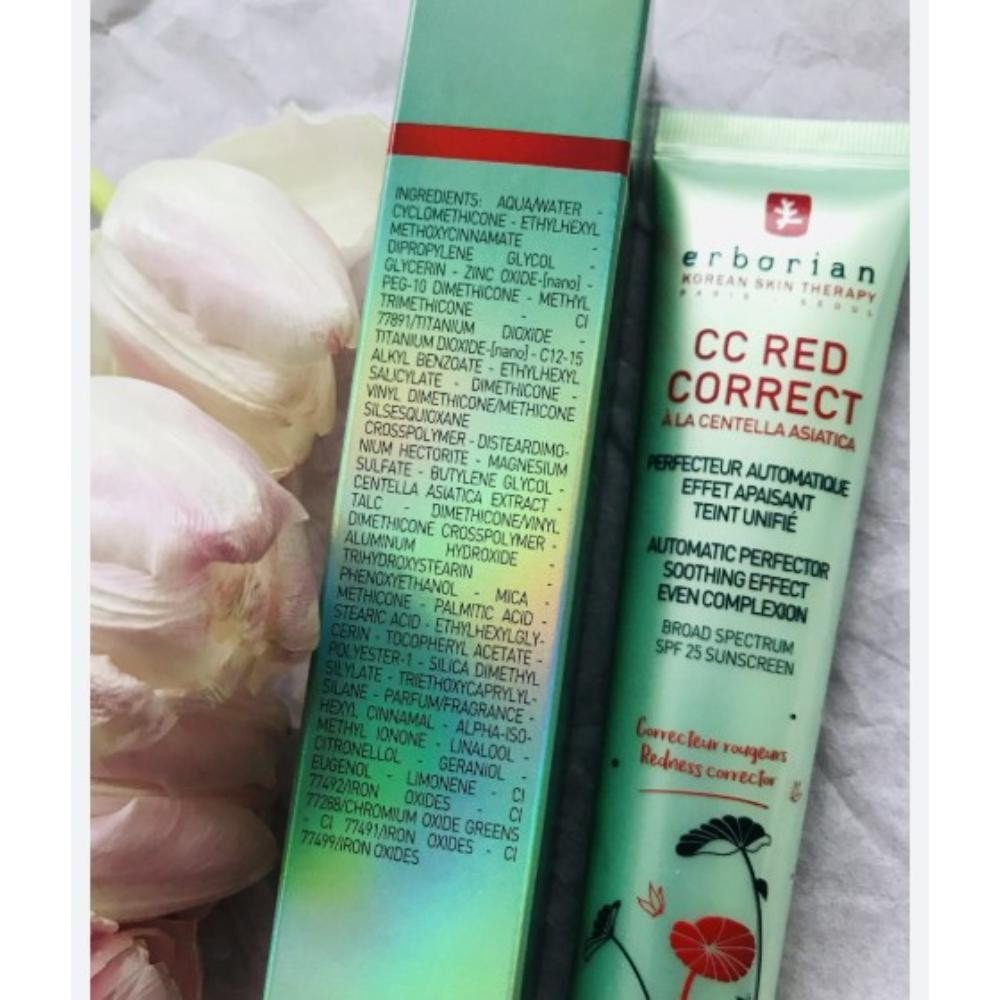 INGREDIENTS: AQUA/WATER -
CYCLOMETHICONE - ETHYLHEXYL
METHOXYCINNAMATE -
DIPROPYLENE GLYCOL -
GLYCERIN - ZINC OXIDE-[nano] -
PEG-10 DIMETHICONE - METHYL
TRIMETHICONE - CI
77891/TITANIUM DIOXIDE -
TITANIUM DIOXIDE-[nano] - C12-15
ALKYL BENZOATE - ETHYLHEXYL
SALICYLATE - DIMETHICONE -
VINYL DIMETHICONE/METHICONE
SILSESQUIOXANE
CROSSPOLYMER - DISTEARDIMO-
NIUM HECTORITE - MAGNESIUM
SULFATE - BUTYLENE GLYCOL -
CENTELLA ASIATICA EXTRACT -
TALC - DIMETHICONE/VINYL
DIMETHICONE CROSSPOLYMER -
ALUMINUM HYDROXIDE -
TRIHYDROXYSTEARIN -
PHENOXYETHANOL - MICA -
METHICONE - PALMITIC ACID -
STEARIC ACID - ETHYLHEXYLGLY-
CERIN - TOCOPHERYL ACETATE -
POLYESTER-1 - SILICA DIMETHYL
SILYLATE - TRIETHOXYCAPRYLYL-
SILANE - PARFUM/FRAGRANCE -
HEXYL CINNAMAL - ALPHA-ISO-
METHYL IONONE - LINALOOL -
CITRONELLOL - GERANIOL -
EUGENOL - LIMONENE - CI
77492/IRON OXIDES - CI
77288/CHROMIUM OXIDE GREENS
- CI 77491/IRON OXIDES - CI
77499/IRON OXIDES
erborian
KOREAN SKIN THERAPY
PARIS - SEOUL
CC RED
CORRECT
À LA CENTELLA ASIATICA
PERFECTEUR AUTOMATIQUE
EFFET APAISANT
TEINT UNIFIÉ
AUTOMATIC PERFECTOR
SOOTHING EFFECT
EVEN COMPLEXION
BROAD SPECTRUM
SPF 25 SUNSCREEN
Correcteur rougeurs
Redness corrector